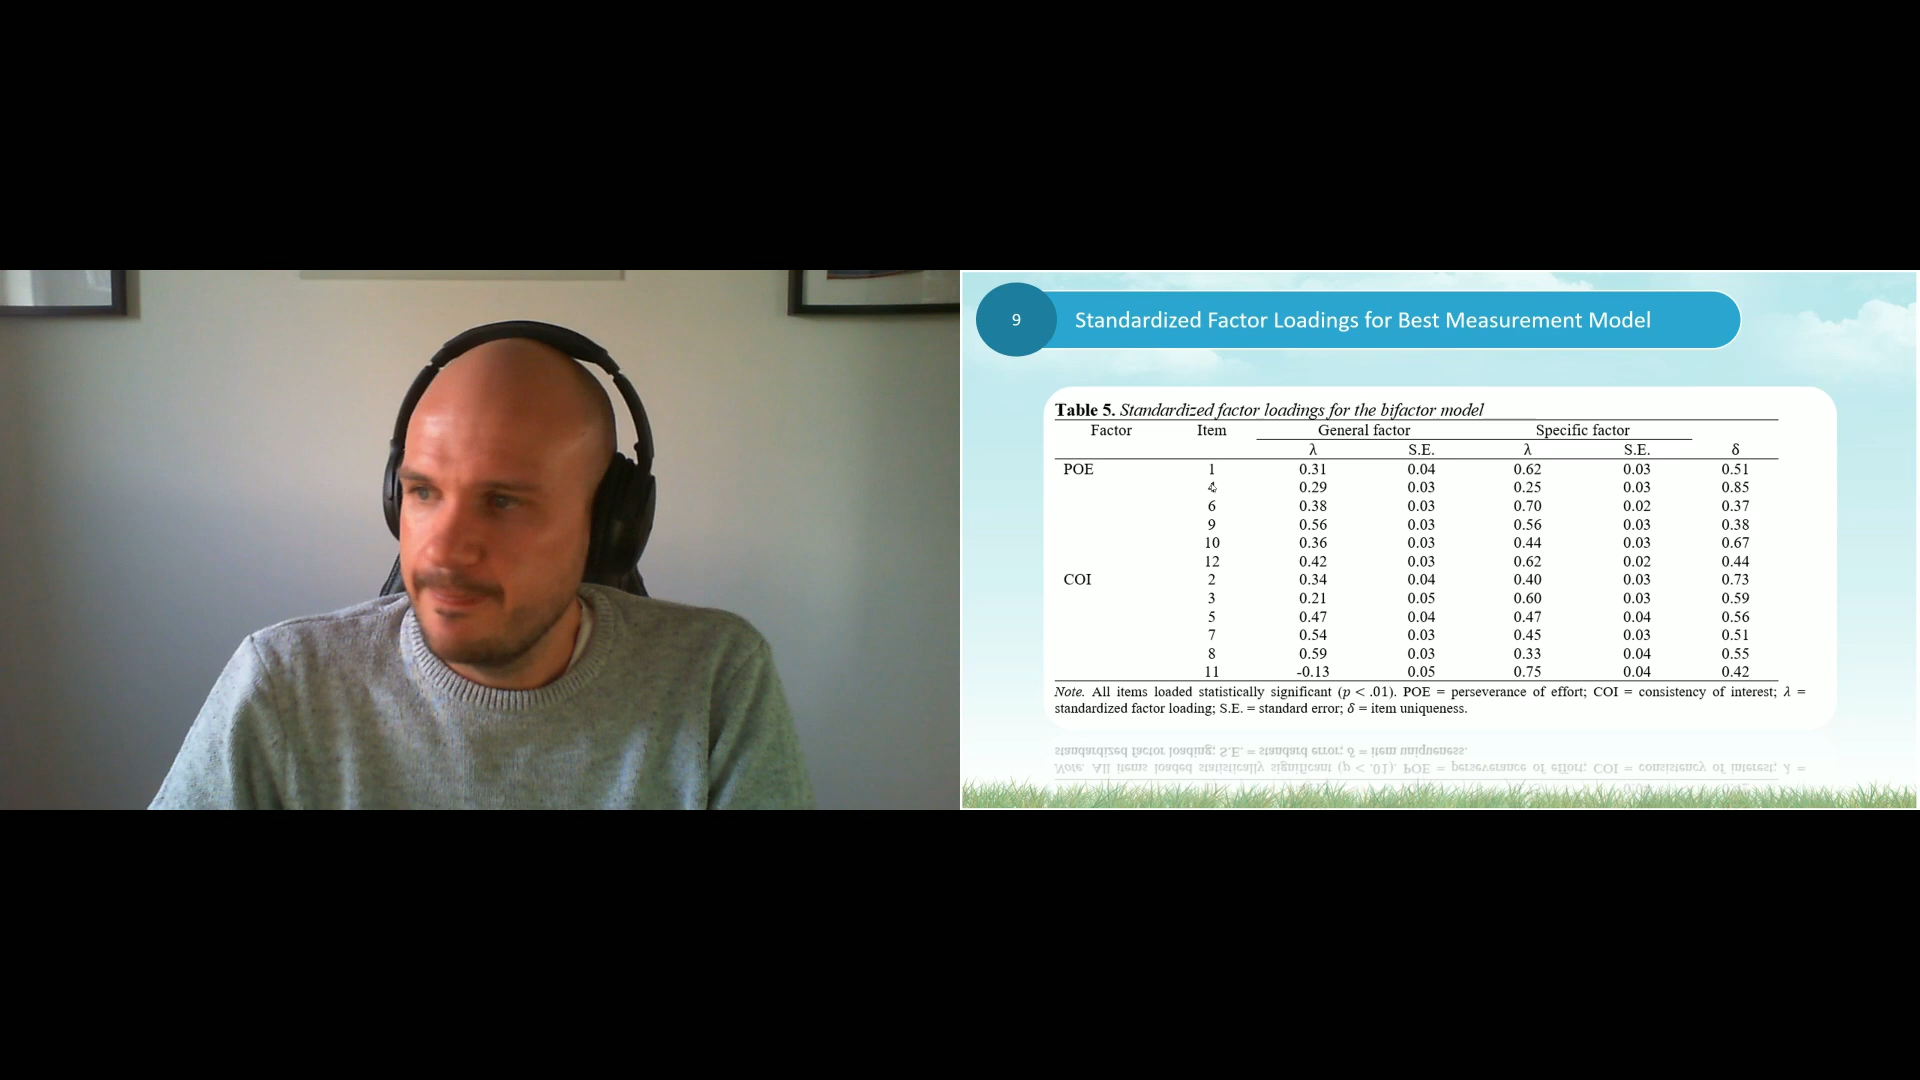 9
Standardized Factor Loadings for Best Measurement Model
Table 5. Standardized factor loadings for the bifactor model
Factor Item General factor Specific factor
λ S.E. λ S.E. δ
POE 1 0.31 0.04 0.62 0.03 0.51
4 0.29 0.03 0.25 0.03 0.85
6 0.38 0.03 0.70 0.02 0.37
9 0.56 0.03 0.56 0.03 0.38
10 0.36 0.03 0.44 0.03 0.67
12 0.42 0.03 0.62 0.02 0.44
COI 2 0.34 0.04 0.40 0.03 0.73
3 0.21 0.05 0.60 0.03 0.59
5 0.47 0.04 0.47 0.04 0.56
7 0.54 0.03 0.45 0.03 0.51
8 0.59 0.03 0.33 0.04 0.55
11 -0.13 0.05 0.75 0.04 0.42
Note. All items loaded statistically significant (p < .01). POE = perseverance of effort; COI = consistency of interest; λ =
standardized factor loading; S.E. = standard error; δ = item uniqueness.